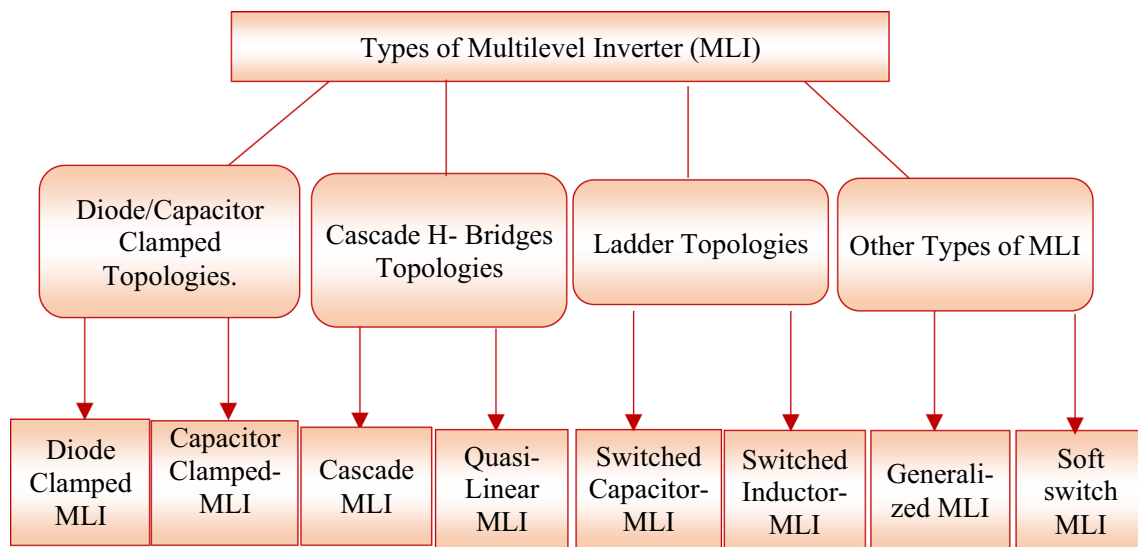 Types of Multilevel Inverter (MLI)
Diode/Capacitor
Clamped
Topologies.
Cascade H- Bridges
Topologies
Ladder Topologies
Other Types of MLI
Diode
Clamped
MLI
Capacitor
Clamped-
MLI
Cascade MLI
Quasi-
Linear
MLI
Switched
Capacitor-
MLI
Switched
Inductor-
MLI
Generali-
zed MLI
Soft
switch
MLI